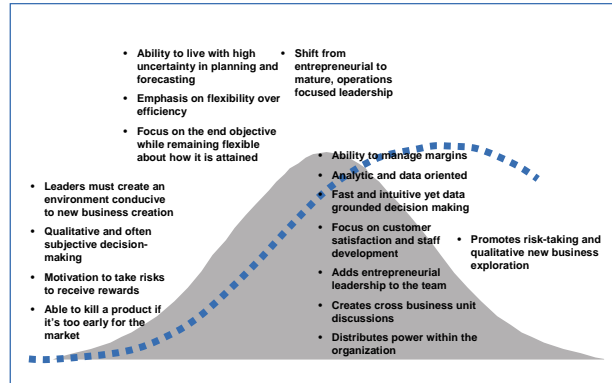 • Ability to live with high
uncertainty in planning and
forecasting
• Emphasis on flexibility over
efficiency
• Focus on the end objective
while remaining flexible
about how it is attained
• Shift from
entrepreneurial to
mature, operations
focused leadership
• Leaders must create an
environment conducive
to new business creation
• Qualitative and often
subjective decision-
making
• Motivation to take risks
to receive rewards
• Able to kill a product if
it's too early for the
market
• Ability to manage margins
• Analytic and data oriented
• Fast and intuitive yet data
grounded decision making
• Focus on customer
satisfaction and staff
development
• Adds entrepreneurial
leadership to the team
• Creates cross business unit
discussions
• Distributes power within the
organization
• Promotes risk-taking and
qualitative new business
exploration